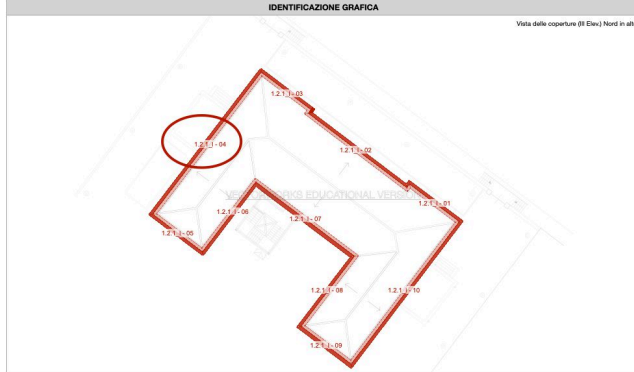 IDENTIFICAZIONE GRAFICA
Vista delle coperture (III Elev.) Nord in alto
1.2.1_I - 03
1.2.1_I - 04
1.2.1_I - 02
VECTORWORKS EDUCATIONAL VERSION
1.2.1_I - 01
1.2.1_I - 06
1.2.1_I - 07
1.2.1_I - 05
1.2.1_I - 08
1.2.1_I - 10
1.2.1_I - 09